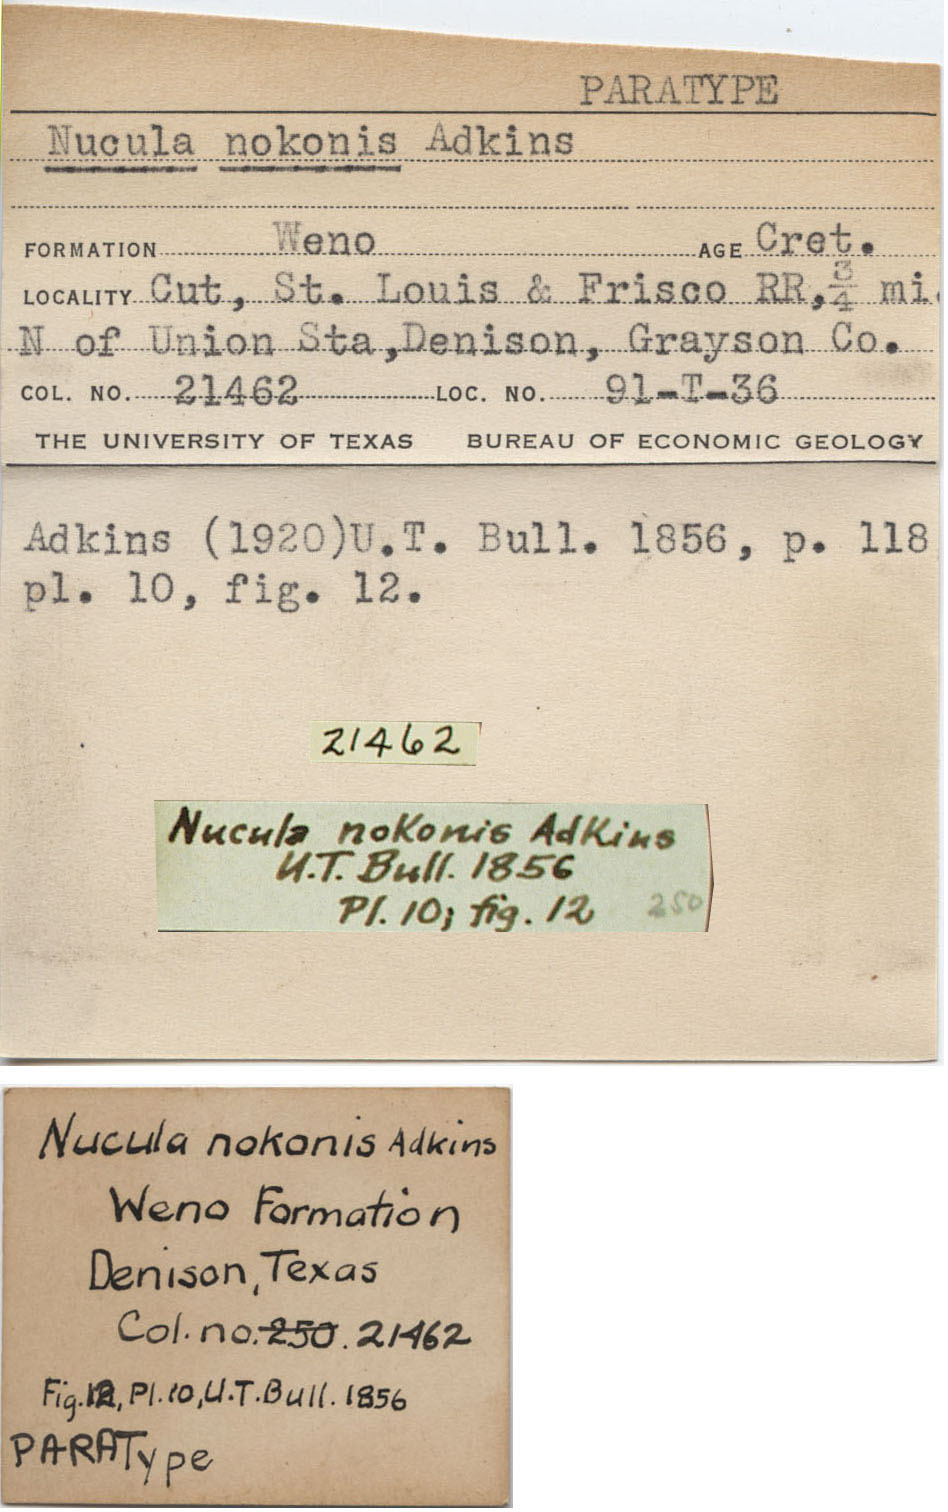 PARATYPE
Nucula nokonis Adkins
FORMATION Weno AGE Cret.
LOCALITY Cut, St. Louis & Frisco RR, 3/4 mi.
N of Union Sta, Denison, Grayson Co.
COL. NO. 21462 LOC. NO. 91-T-36
THE UNIVERSITY OF TEXAS BUREAU OF ECONOMIC GEOLOGY
Adkins (1920)U.T. Bull. 1856, p. 118
pl. 10, fig. 12.
21462
Nucula nokonis Adkins
U.T. Bull. 1856
Pl. 10; fig. 12 250
Nucula nokonis Adkins
Weno Formation
Denison, Texas
Col. no. 250. 21462
Fig. 12, Pl. 10, U.T. Bull. 1856
PARAType